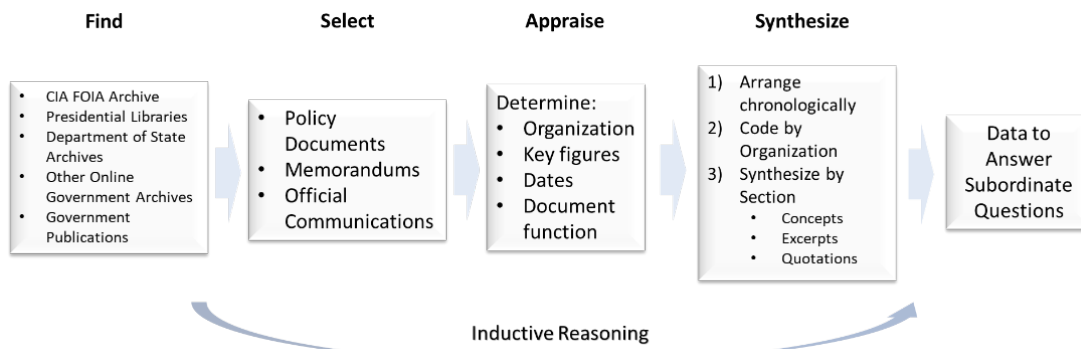 Find
Select
Appraise
Synthesize
• CIA FOIA Archive
• Presidential Libraries
• Department of State
Archives
• Other Online
Government Archives
• Government
Publications
• Policy
Documents
• Memorandums
• Official
Communications
Determine:
• Organization
• Key figures
• Dates
• Document
function
1) Arrange
chronologically
2) Code by
Organization
3) Synthesize by
Section
• Concepts
• Excerpts
• Quotations
Data to
Answer
Subordinate
Questions
Inductive Reasoning